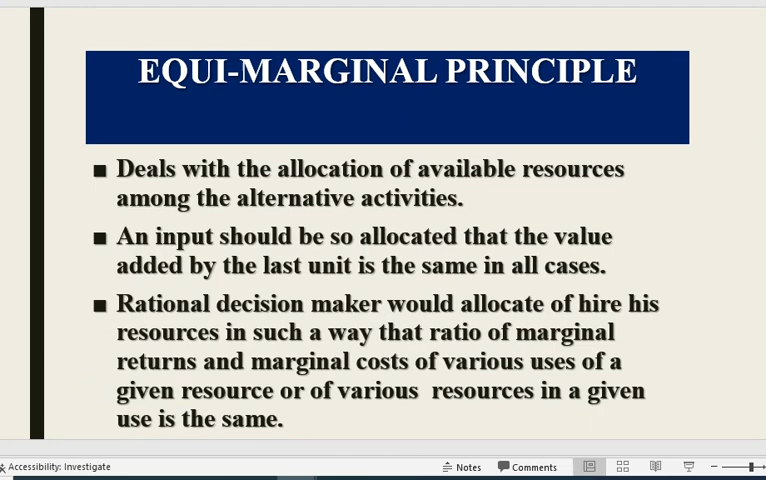 EQUI-MARGINAL PRINCIPLE
■ Deals with the allocation of available resources
among the alternative activities.
■ An input should be so allocated that the value
added by the last unit is the same in all cases.
■ Rational decision maker would allocate of hire his
resources in such a way that ratio of marginal
returns and marginal costs of various uses of a
given resource or of various resources in a given
use is the same.
Accessibility: Investigate Notes Comments